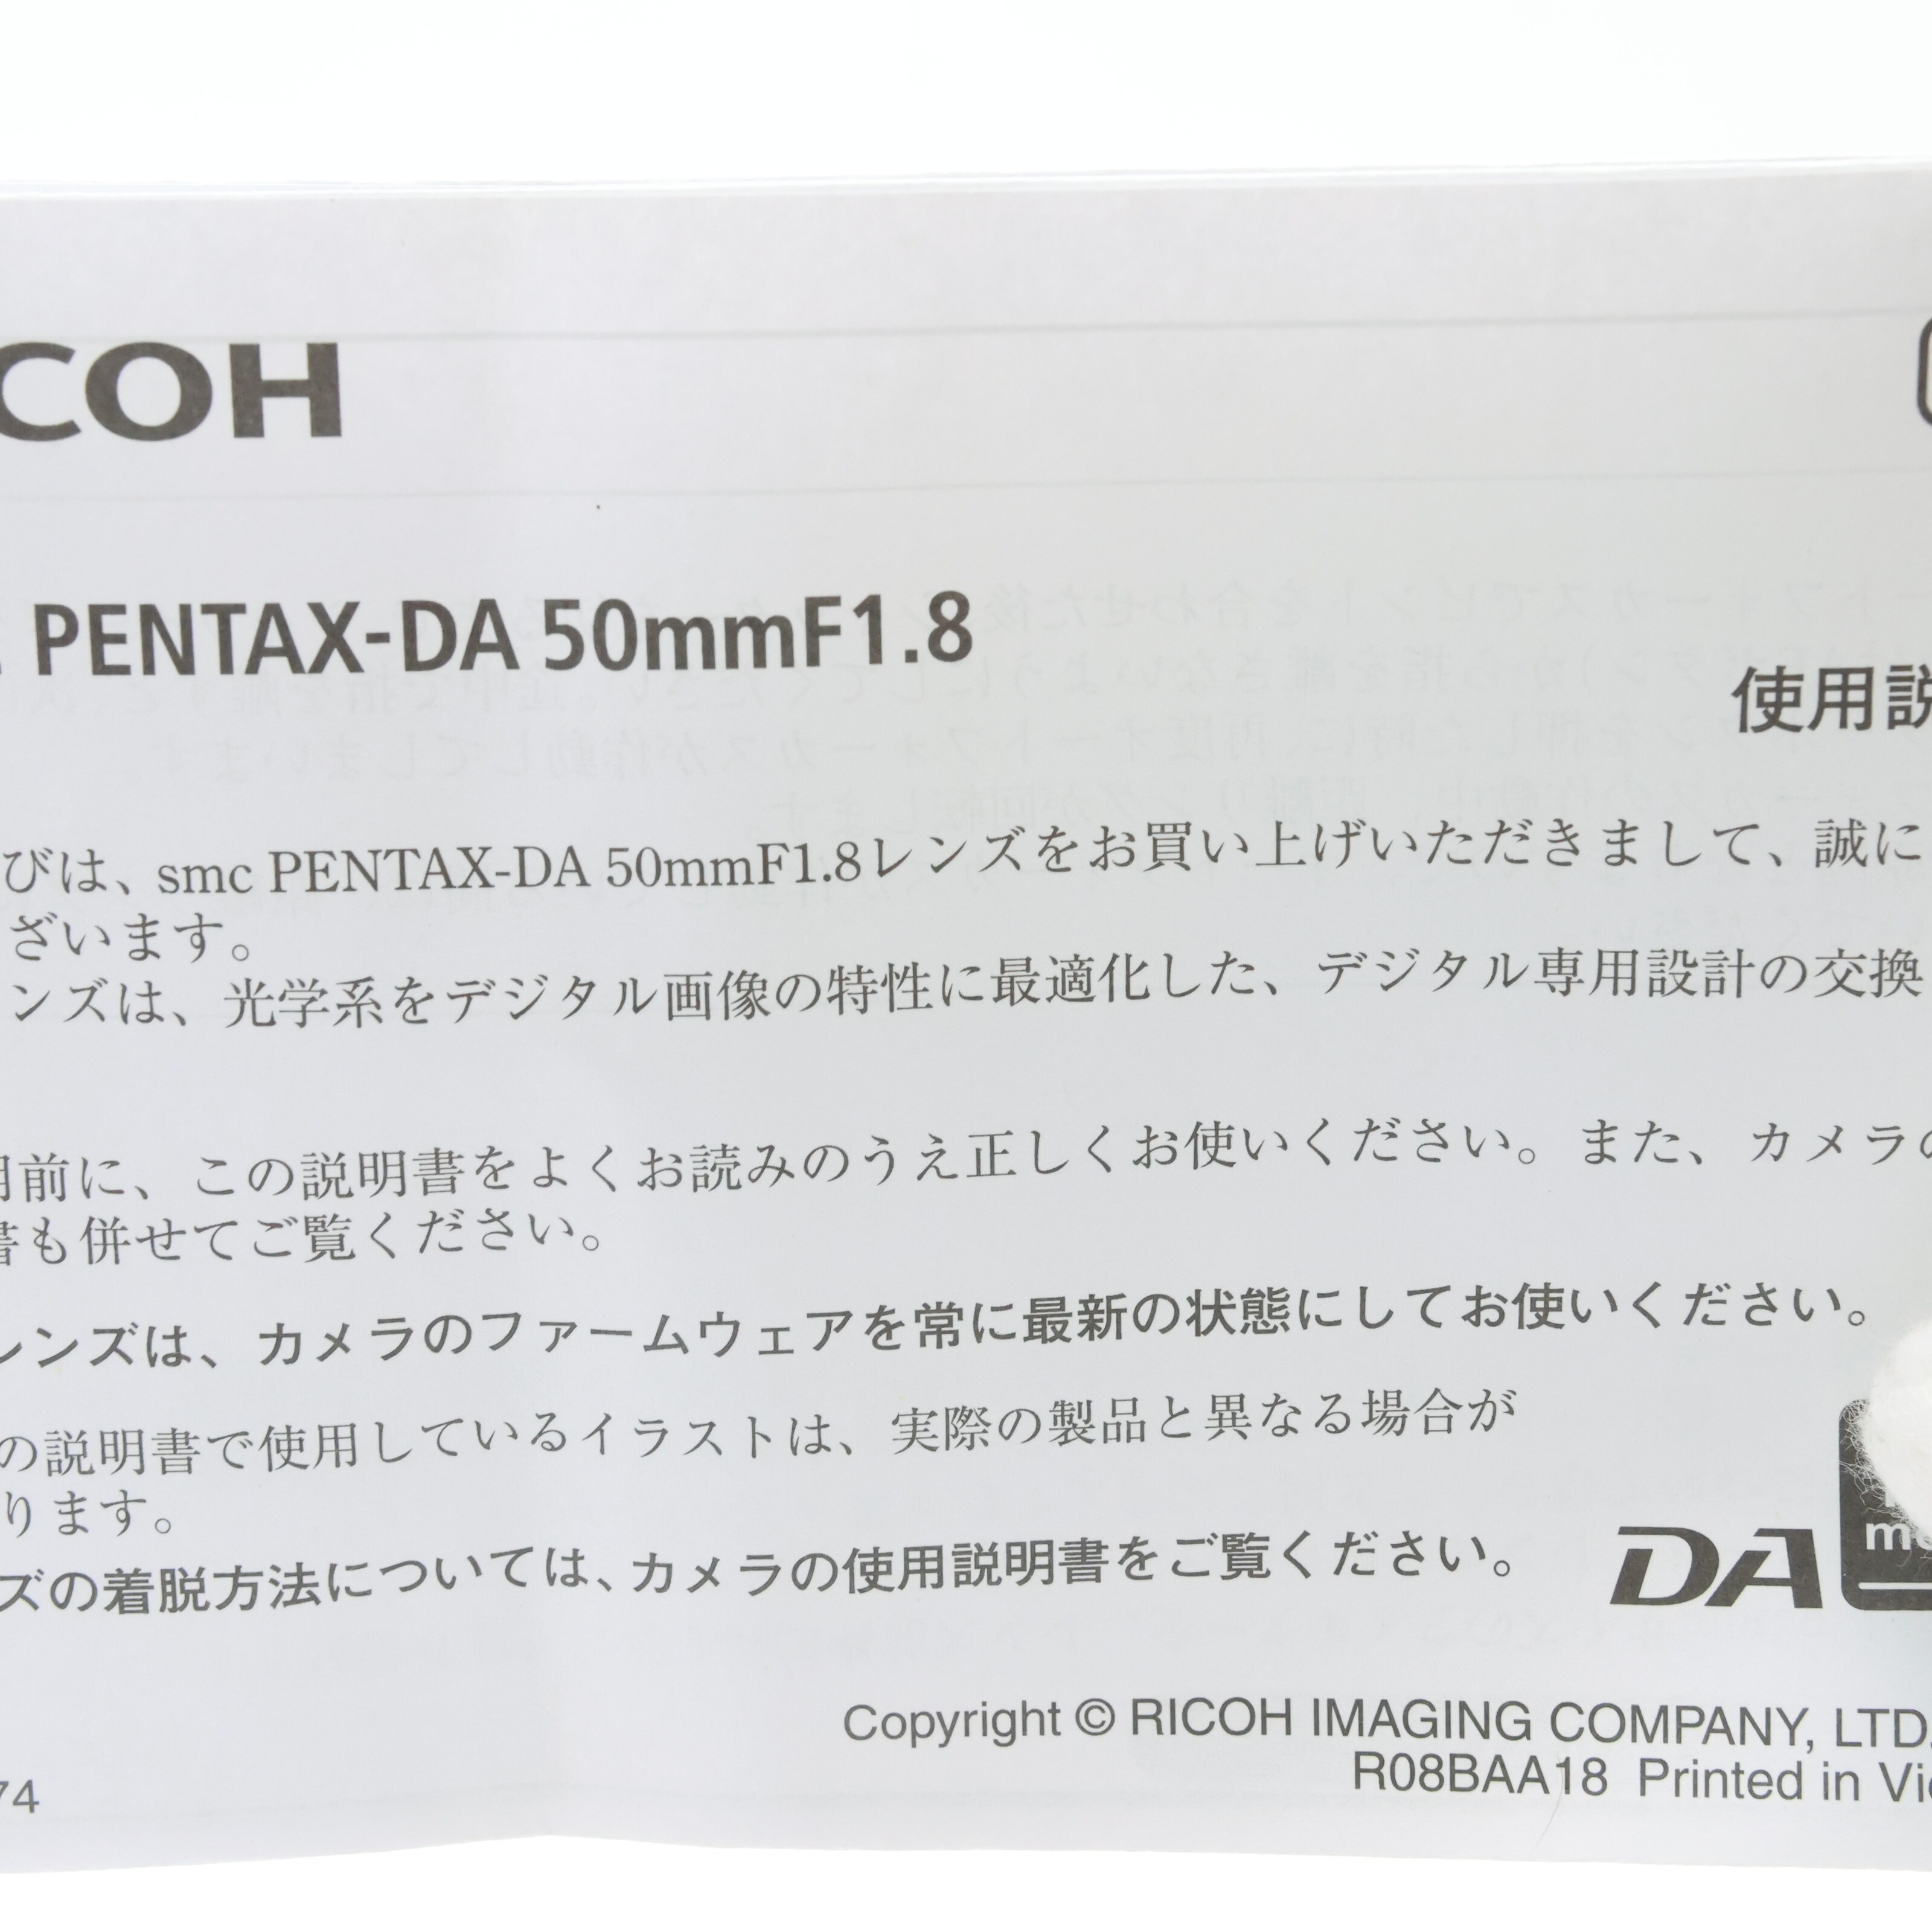 COH
PENTAX-DA 50mmF1.8
使用説
びは、smc PENTAX-DA 50mmF1.8レンズをお買い上げいただきまして、誠に
ざいます。
ンズは、光学系をデジタル画像の特性に最適化した、デジタル専用設計の交換
用前に、この説明書をよくお読みのうえ正しくお使いください。また、カメラの
書も併せてご覧ください。
レンズは、カメラのファームウェアを常に最新の状態にしてお使いください。
の説明書で使用しているイラストは、実際の製品と異なる場合が
ります。
ズの着脱方法については、カメラの使用説明書をご覧ください。
DA
Copyright © RICOH IMAGING COMPANY, LTD.
R08BAA18 Printed in Vi
74